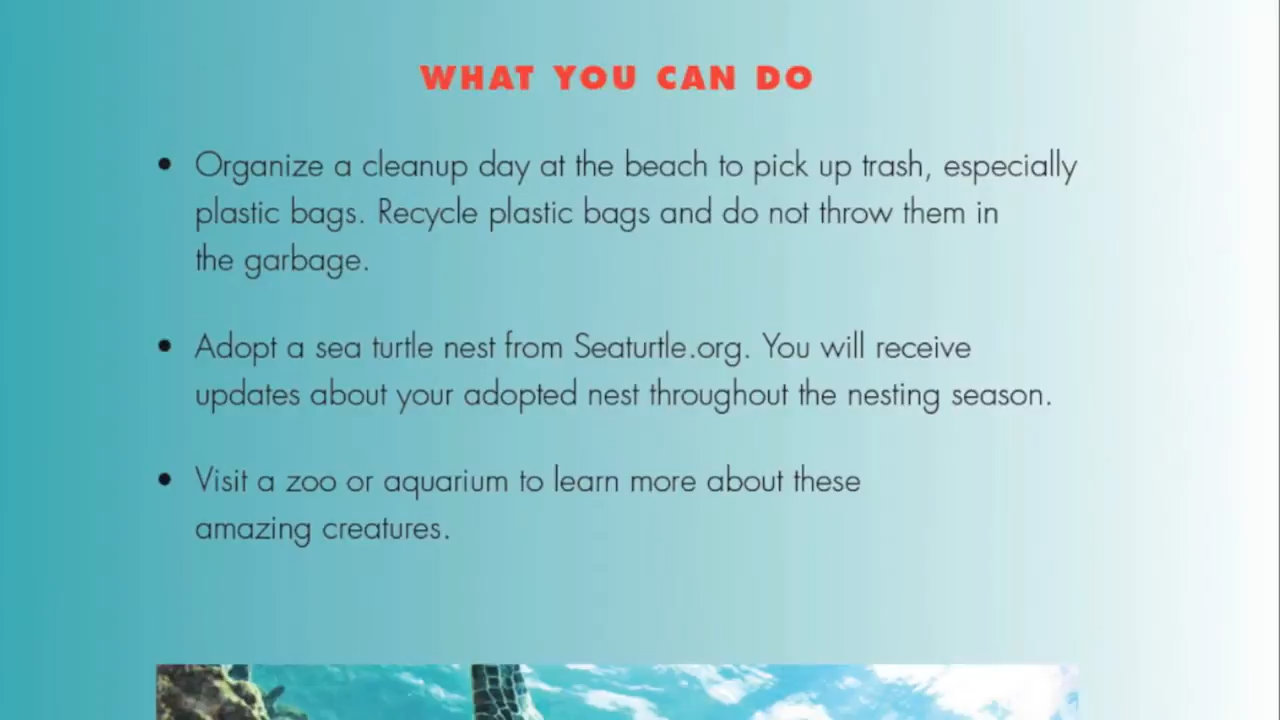 WHAT YOU CAN DO
• Organize a cleanup day at the beach to pick up trash, especially
plastic bags. Recycle plastic bags and do not throw them in
the garbage.
• Adopt a sea turtle nest from Seaturtle.org. You will receive
updates about your adopted nest throughout the nesting season.
• Visit a zoo or aquarium to learn more about these
amazing creatures.